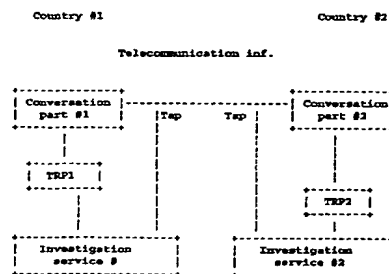 Country #1 Country #2
Telecommunication inf.
Conversation part #1
Tap Tap
Conversation part #2
TRP1
TRP2
Investigation service #
Investigation service #2